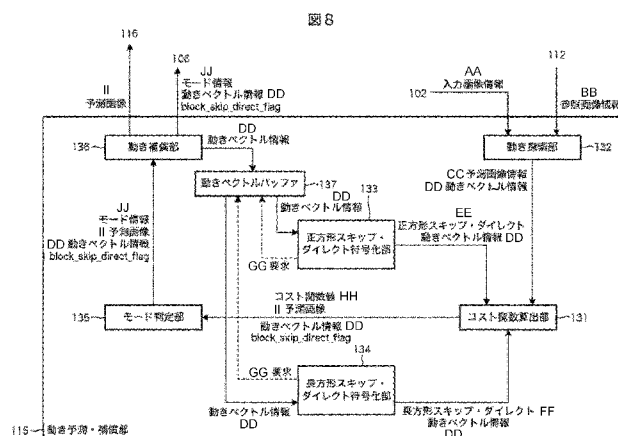 図8
116
II
予測画像
106
JJ
モード情報
動きベクトル情報 DD
block_skip_direct_flag
AA
入力画像情報
102
112
BB
参照画像情報
動き補償部
136
DD
動きベクトル情報
動き探索部
132
動きベクトルバッファ
137
CC 予測画像情報
DD 動きベクトル情報
DD
動きベクトル情報
133
正方形スキップ・
ダイレクト符号化部
EE
正方形スキップ・ダイレクト
動きベクトル情報 DD
JJ
モード情報
II 予測画像
DD 動きベクトル情報
block_skip_direct_flag
GG 要求
コスト関数値 HH
II 予測画像
モード判定部
135
コスト関数算出部
131
動きベクトル情報 DD
block_skip_direct_flag
GG 要求
134
長方形スキップ・
ダイレクト符号化部
動きベクトル情報
DD
長方形スキップ・ダイレクト FF
動きベクトル情報
DD
115
動き予測・補償部